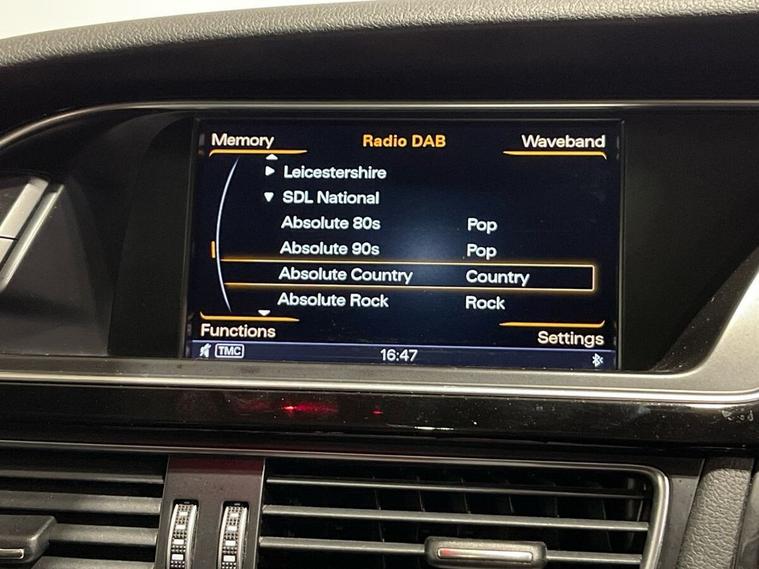 Memory Radio DAB Waveband
Leicestershire
SDL National
Absolute 80s Pop
Absolute 90s Pop
Absolute Country Country
Absolute Rock Rock
Functions Settings
TMC 16:47